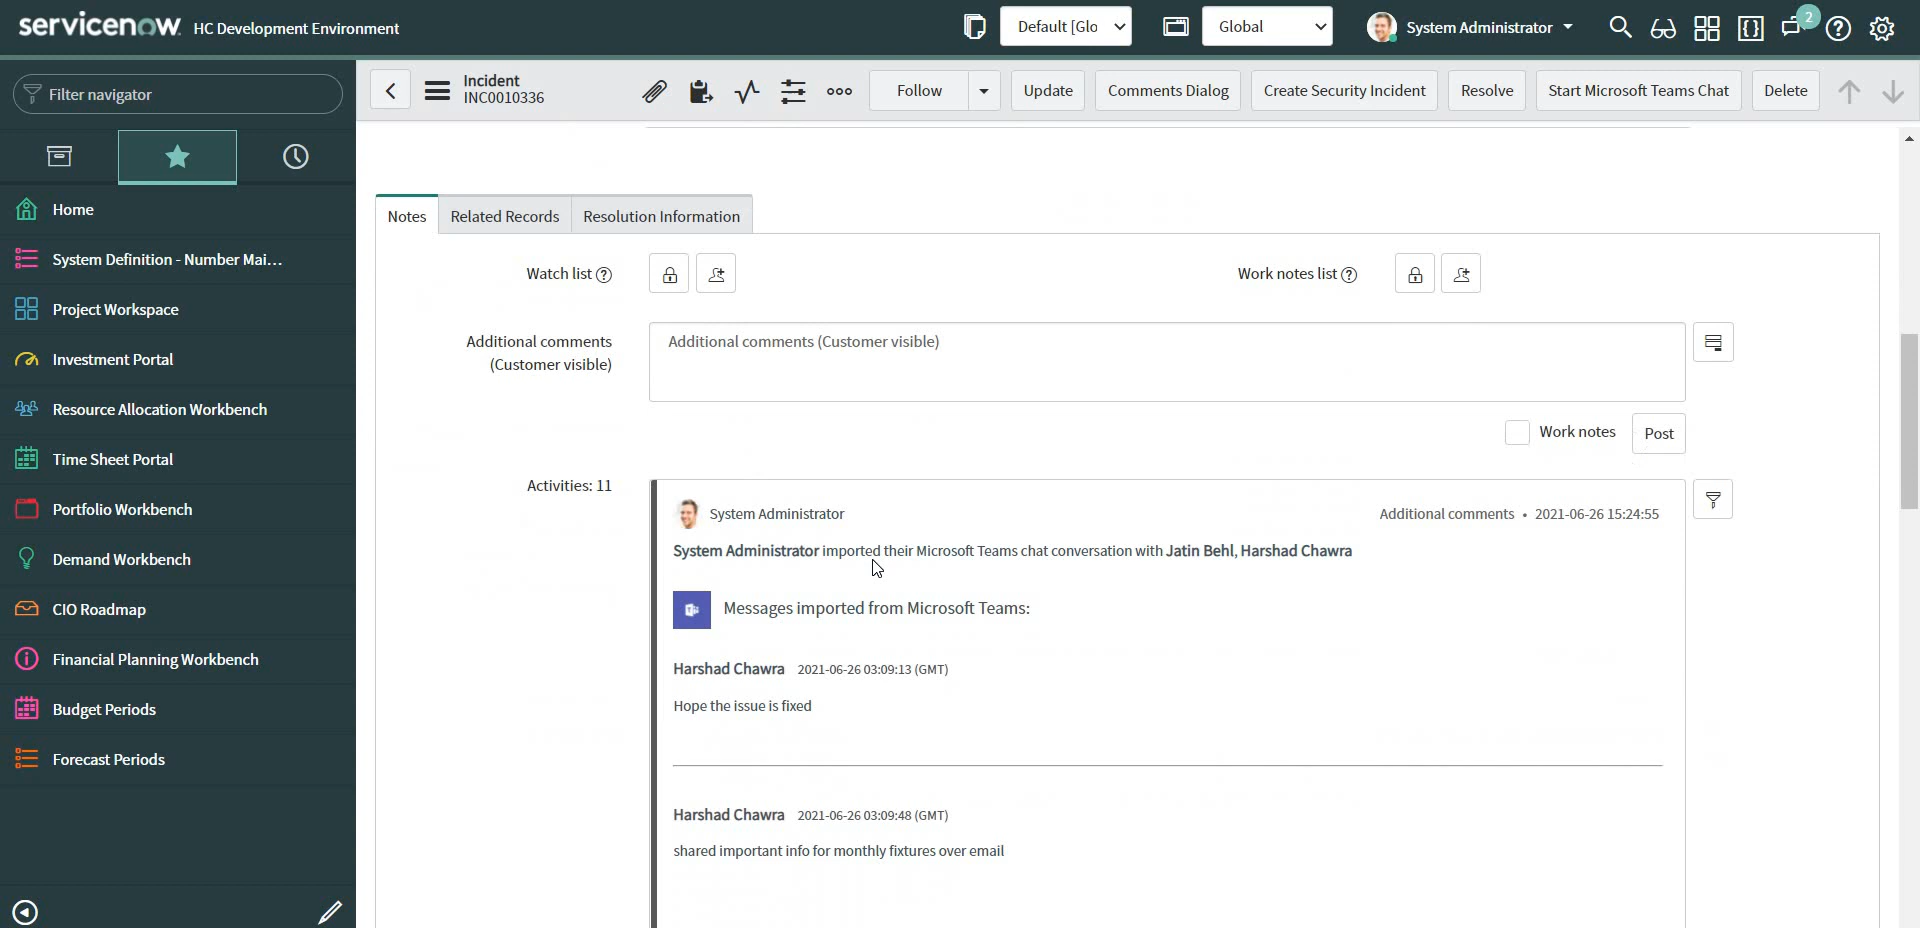 servicenow. HC Development Environment
Default [Glo
Global
System Administrator
2
Filter navigator
Incident
INC0010336
Follow
Update
Comments Dialog
Create Security Incident
Resolve
Start Microsoft Teams Chat
Delete
Home
System Definition - Number Mai...
Project Workspace
Investment Portal
Resource Allocation Workbench
Time Sheet Portal
Portfolio Workbench
Demand Workbench
CIO Roadmap
Financial Planning Workbench
Budget Periods
Forecast Periods
Notes
Related Records
Resolution Information
Watch list
Work notes list
Additional comments
(Customer visible)
Additional comments (Customer visible)
Work notes
Post
Activities: 11
System Administrator
Additional comments • 2021-06-26 15:24:55
System Administrator imported their Microsoft Teams chat conversation with Jatin Behl, Harshad Chawra
Messages imported from Microsoft Teams:
Harshad Chawra 2021-06-26 03:09:13 (GMT)
Hope the issue is fixed
Harshad Chawra 2021-06-26 03:09:48 (GMT)
shared important info for monthly fixtures over email